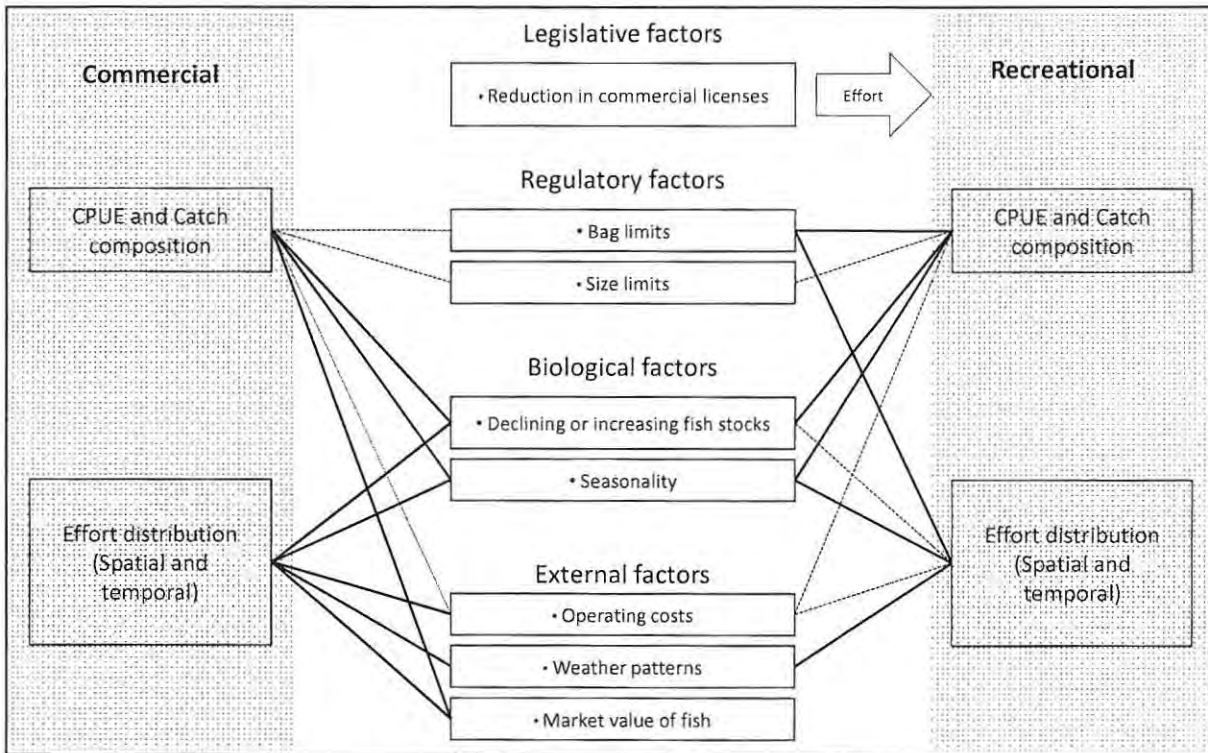 Commercial
Legislative factors
• Reduction in commercial licenses
Effort
Recreational
Regulatory factors
CPUE and Catch
composition
• Bag limits
• Size limits
CPUE and Catch
composition
Biological factors
• Declining or increasing fish stocks
• Seasonality
Effort distribution
(Spatial and
temporal)
External factors
• Operating costs
• Weather patterns
• Market value of fish
Effort distribution
(Spatial and
temporal)